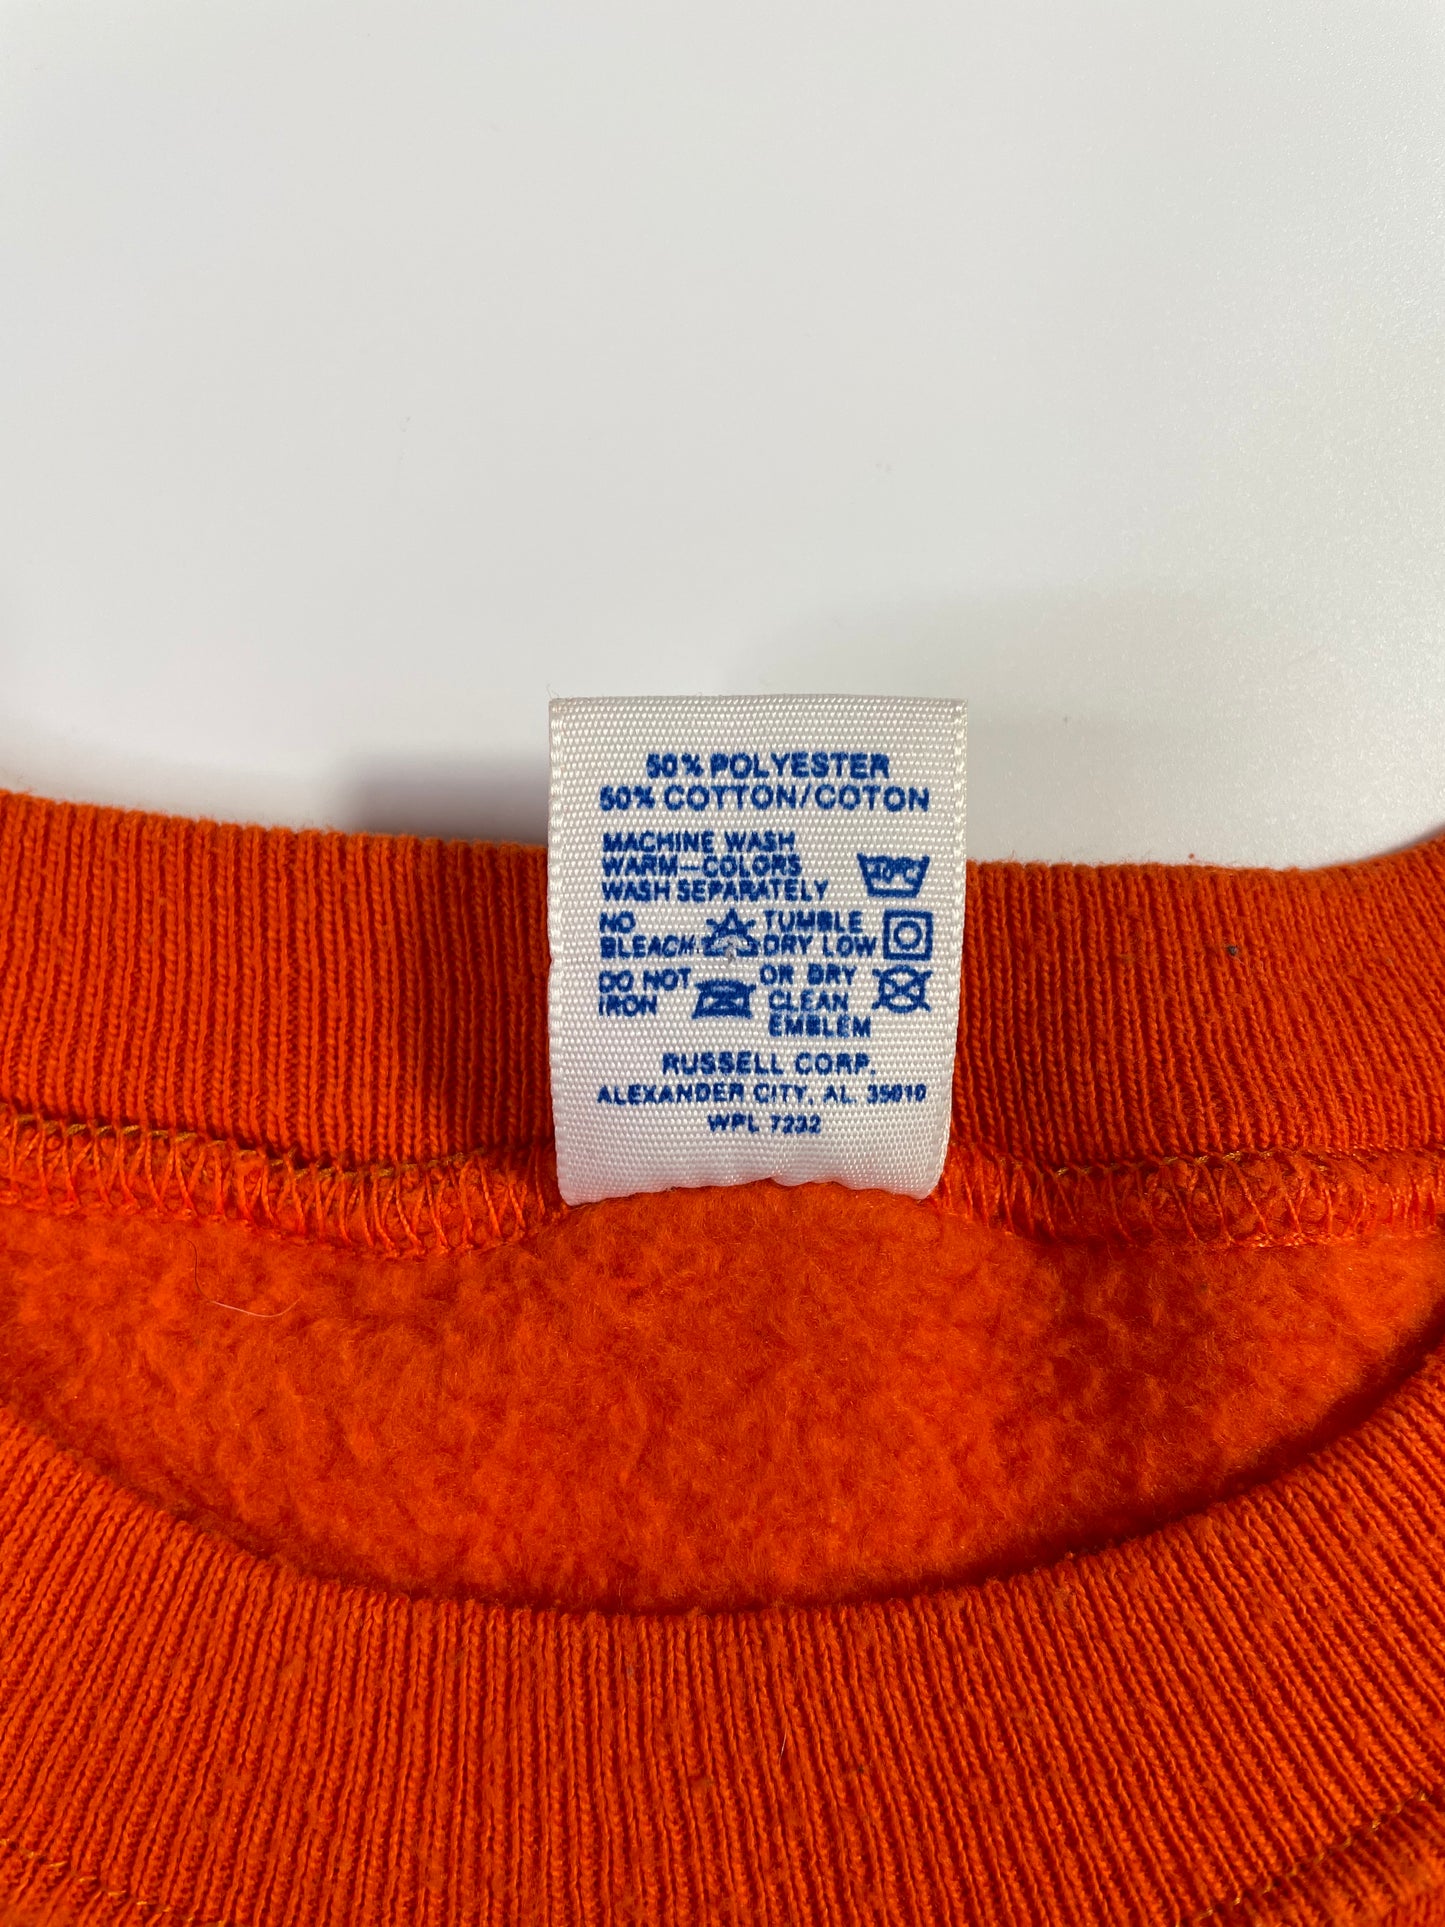 50% POLYESTER
50% COTTON/COTON
MACHINE WASH
WARM—COLORS
WASH SEPARATELY
40°C
NO
BLEACH
TUMBLE
DRY LOW
DO NOT
IRON
OR DRY
CLEAN
EMBLEM
RUSSELL CORP.
ALEXANDER CITY, AL 35010
WPL 7232